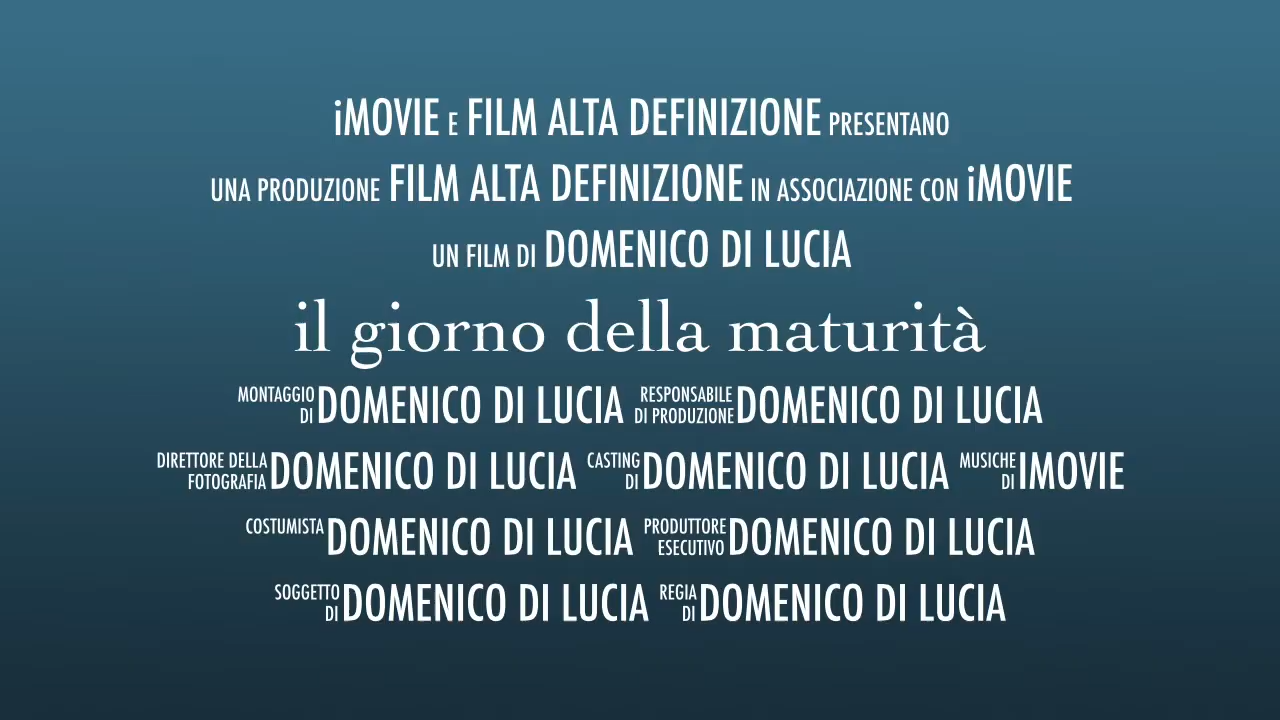 iMOVIE E FILM ALTA DEFINIZIONE PRESENTANO
UNA PRODUZIONE FILM ALTA DEFINIZIONE IN ASSOCIAZIONE CON iMOVIE
UN FILM DI DOMENICO DI LUCIA
il giorno della maturità
MONTAGGIO DI DOMENICO DI LUCIA RESPONSABILE DI PRODUZIONE DOMENICO DI LUCIA
DIRETTORE DELLA FOTOGRAFIA DOMENICO DI LUCIA CASTING DI DOMENICO DI LUCIA MUSICHE DI IMOVIE
COSTUMISTA DOMENICO DI LUCIA PRODUTTORE ESECUTIVO DOMENICO DI LUCIA
SOGGETTO DI DOMENICO DI LUCIA REGIA DI DOMENICO DI LUCIA